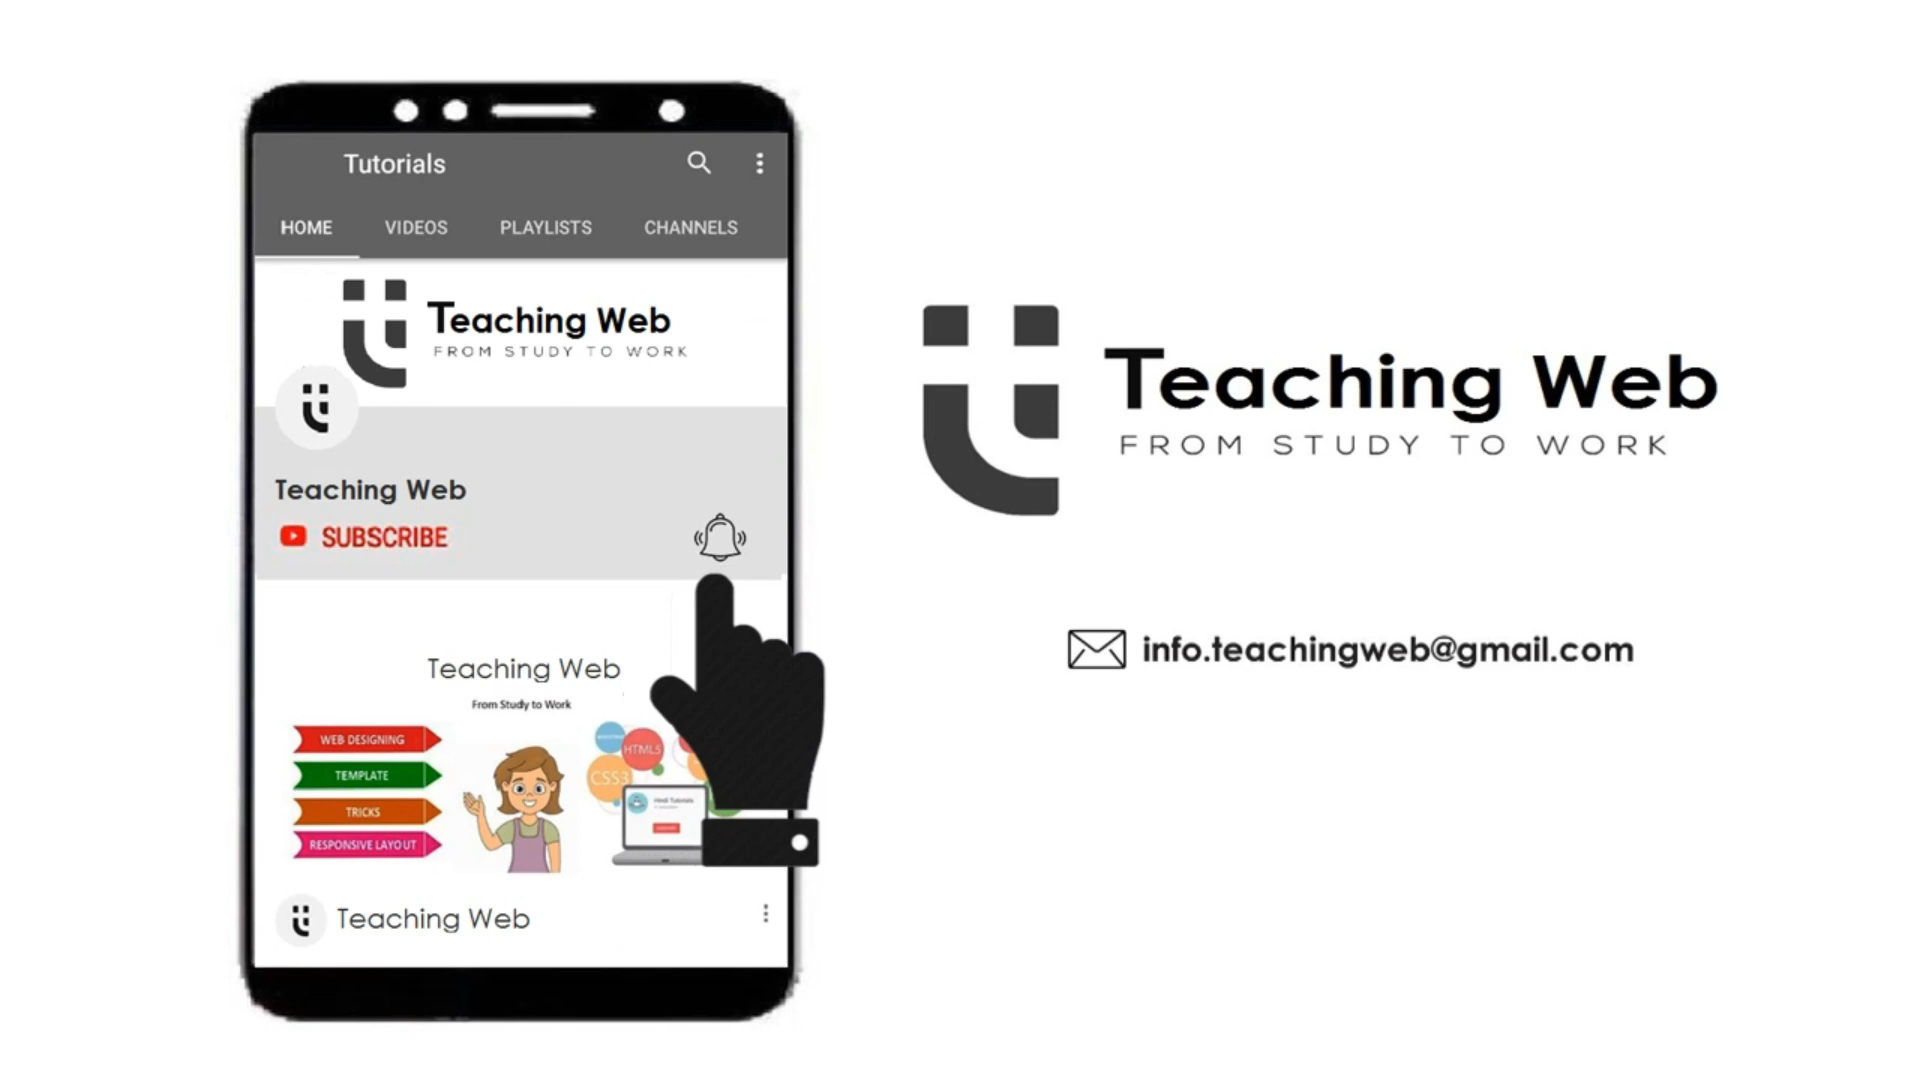 Tutorials
HOME VIDEOS PLAYLISTS CHANNELS
Teaching Web
FROM STUDY TO WORK
Teaching Web
SUBSCRIBE
Teaching Web
From Study to Work
WEB DESIGNING
TEMPLATE
TRICKS
RESPONSIVE LAYOUT
HTML5
CSS3
Hindi Tutorials
Teaching Web
Teaching Web
FROM STUDY TO WORK
info.teachingweb@gmail.com